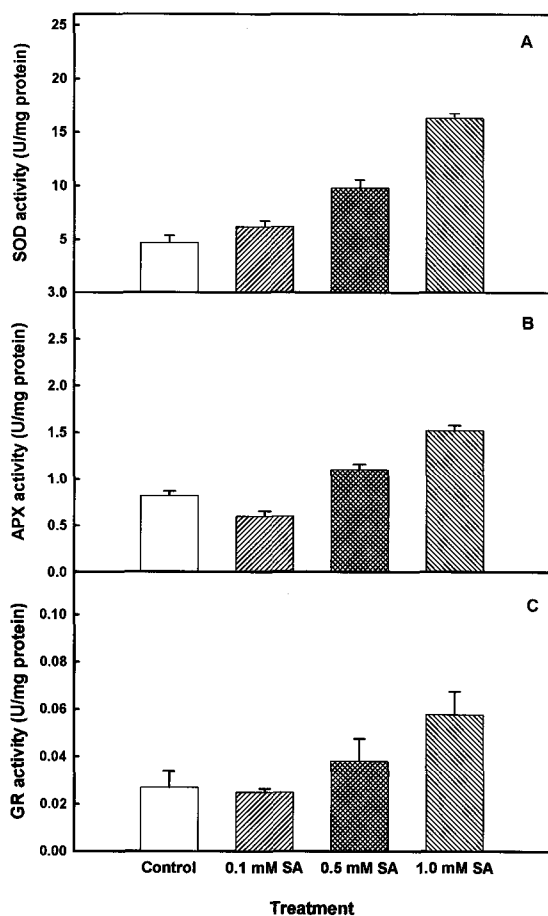 A
SOD activity (U/mg protein)
25
20
15
10
5
3.0
B
APX activity (U/mg protein)
2.5
2.0
1.5
1.0
0.5
0.0
C
GR activity (U/mg protein)
0.10
0.08
0.06
0.04
0.02
0.00
Control 0.1 mM SA 0.5 mM SA 1.0 mM SA
Treatment